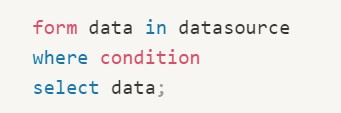 form data in datasource
where condition
select data;